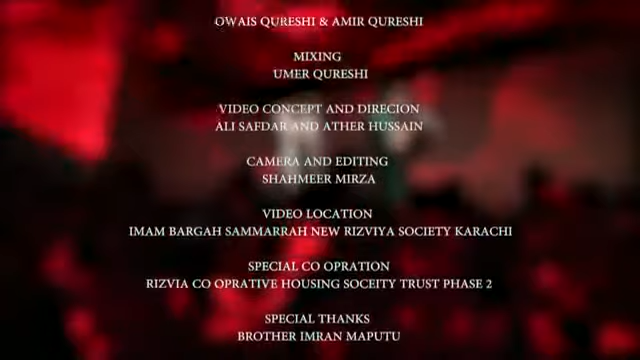 OWAIS QURESHI & AMIR QURESHI
MIXING
UMER QURESHI
VIDEO CONCEPT AND DIRECION
ALI SAFDAR AND ATHER HUSSAIN
CAMERA AND EDITING
SHAHMEER MIRZA
VIDEO LOCATION
IMAM BARGAH SAMMARRAH NEW RIZVIYA SOCIETY KARACHI
SPECIAL CO OPRATION
RIZVIA CO OPRATIVE HOUSING SOCEITY TRUST PHASE 2
SPECIAL THANKS
BROTHER IMRAN MAPUTU